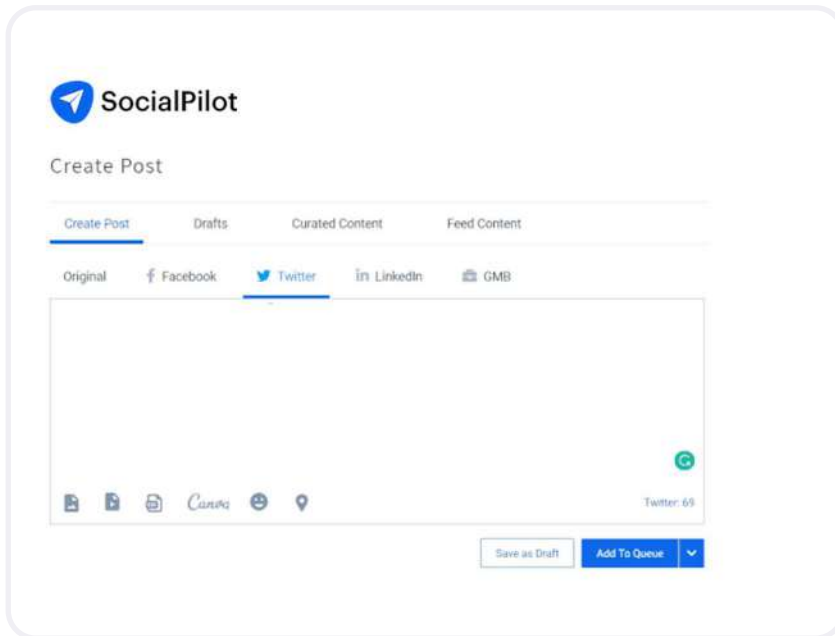 SocialPilot
Create Post
Create Post Drafts Curated Content Feed Content
Original Facebook Twitter LinkedIn GMB
Canva Twitter: 69
Save as Draft Add To Queue